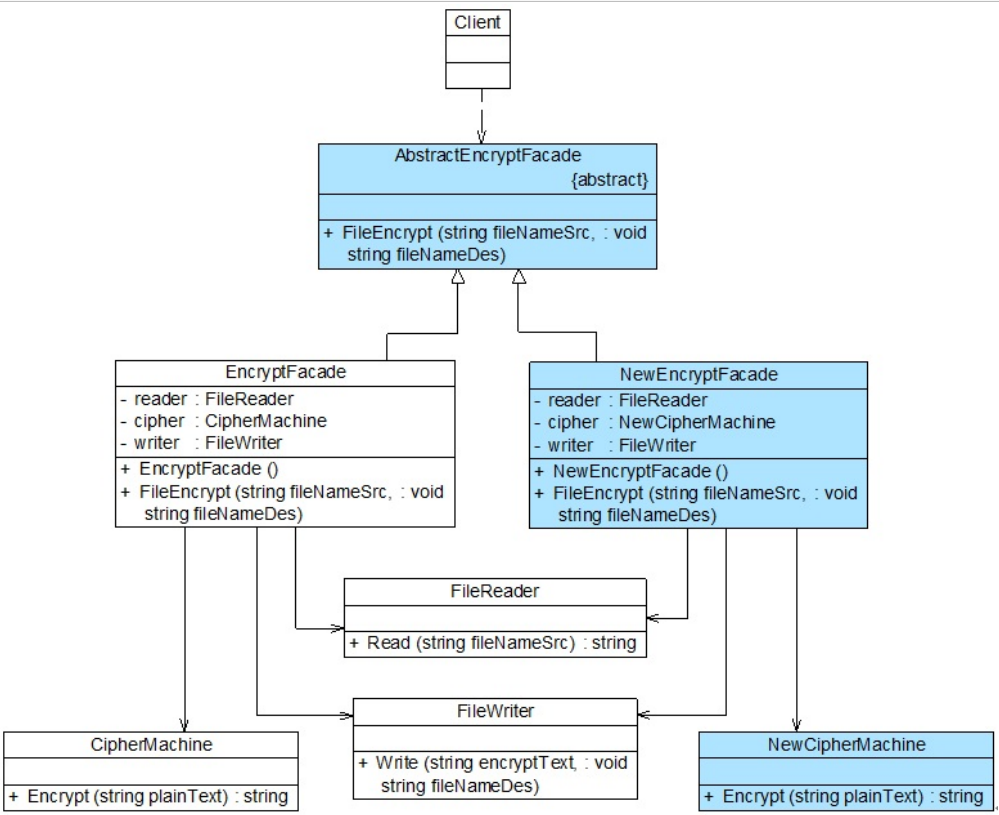 Client
AbstractEncryptFacade
{abstract}
+ FileEncrypt (string fileNameSrc, : void
string fileNameDes)
EncryptFacade
- reader : FileReader
- cipher : CipherMachine
- writer : FileWriter
+ EncryptFacade ()
+ FileEncrypt (string fileNameSrc, : void
string fileNameDes)
NewEncryptFacade
- reader : FileReader
- cipher : NewCipherMachine
- writer : FileWriter
+ NewEncryptFacade ()
+ FileEncrypt (string fileNameSrc, : void
string fileNameDes)
FileReader
+ Read (string fileNameSrc) : string
FileWriter
+ Write (string encryptText, : void
string fileNameDes)
CipherMachine
+ Encrypt (string plainText) : string
NewCipherMachine
+ Encrypt (string plainText) : string